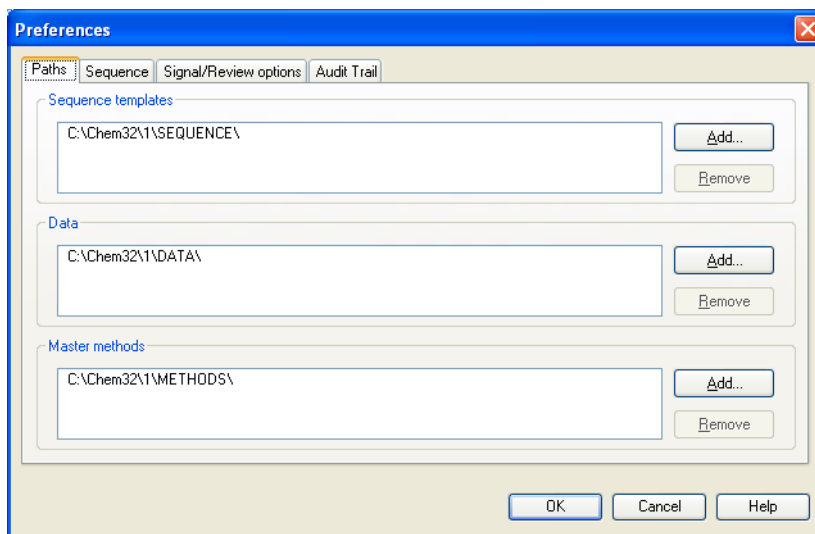 Preferences
Paths Sequence Signal/Review options Audit Trail
Sequence templates
C:\Chem32\1\SEQUENCE\
Add...
Remove
Data
C:\Chem32\1\DATA\
Add...
Remove
Master methods
C:\Chem32\1\METHODS\
Add...
Remove
OK Cancel Help